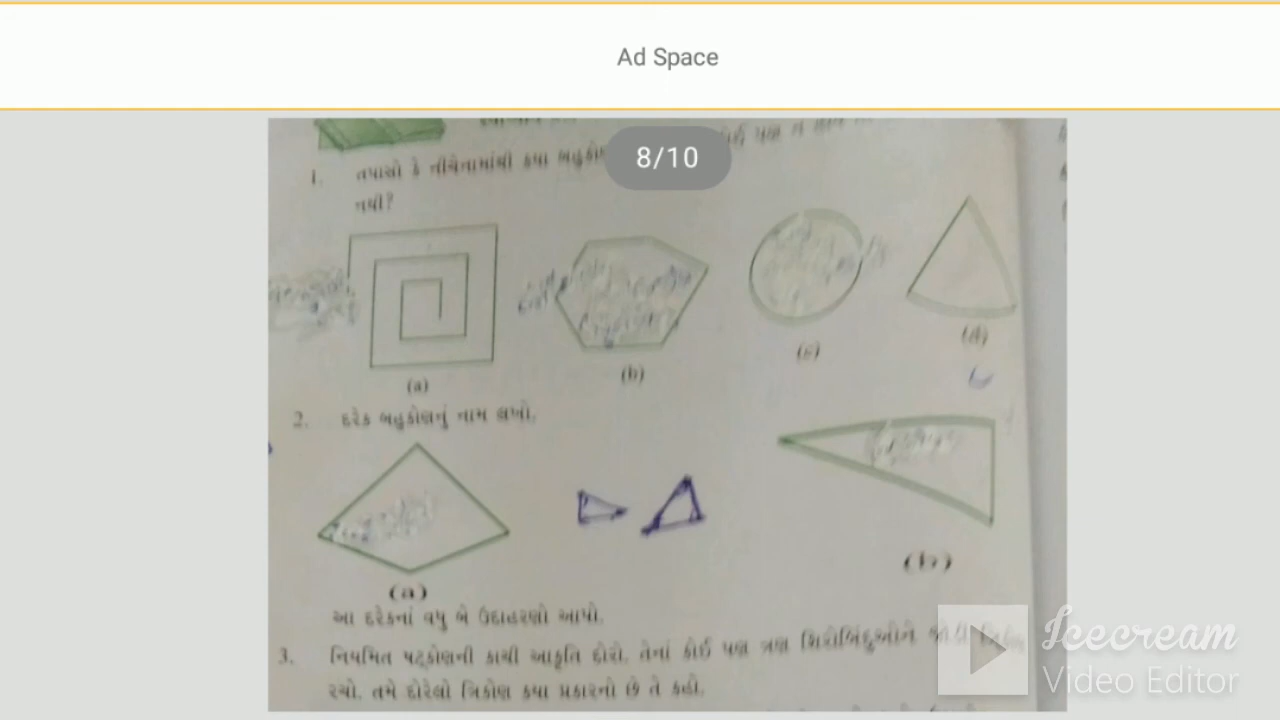 Ad Space
8/10
1. તપાસો કે નીચેનામાંથી કયા પણ ન
નથી?
(a)
(b)
(c)
(d)
2. દરેક બહુકોણનું નામ લખો.
(a)
(b)
આ દરેકનાં વધુ બે ઉદાહરણો આપો.
3. નિયમિત ષટ્કોણની કાચી આકૃતિ દોરો. તેનાં કોઈ પણ ત્રણ શિરોબિંદુઓને જોડી
રચો. તમે દોરેલો ત્રિકોણ કયા પ્રકારનો છે તે કહો.
Icecream
Video Editor